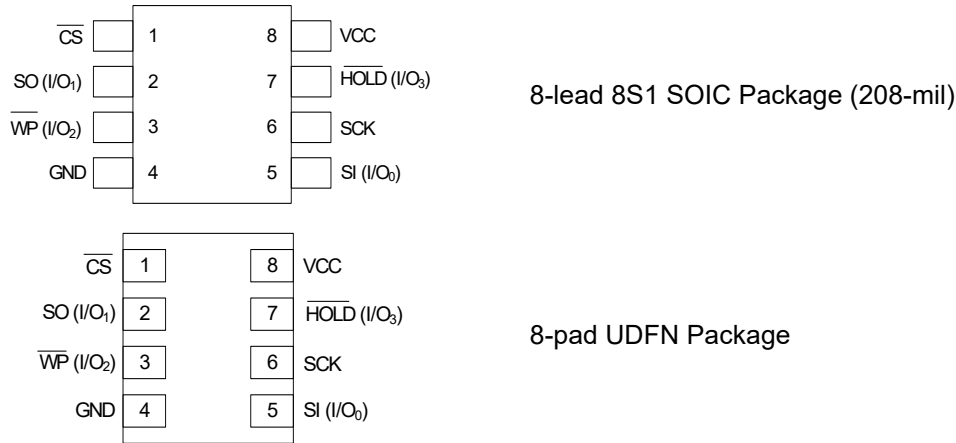 CS 1 8 VCC
SO (I/O₁) 2 7 HOLD (I/O₃)
WP (I/O₂) 3 6 SCK
GND 4 5 SI (I/O₀)
8-lead 8S1 SOIC Package (208-mil)
CS 1 8 VCC
SO (I/O₁) 2 7 HOLD (I/O₃)
WP (I/O₂) 3 6 SCK
GND 4 5 SI (I/O₀)
8-pad UDFN Package